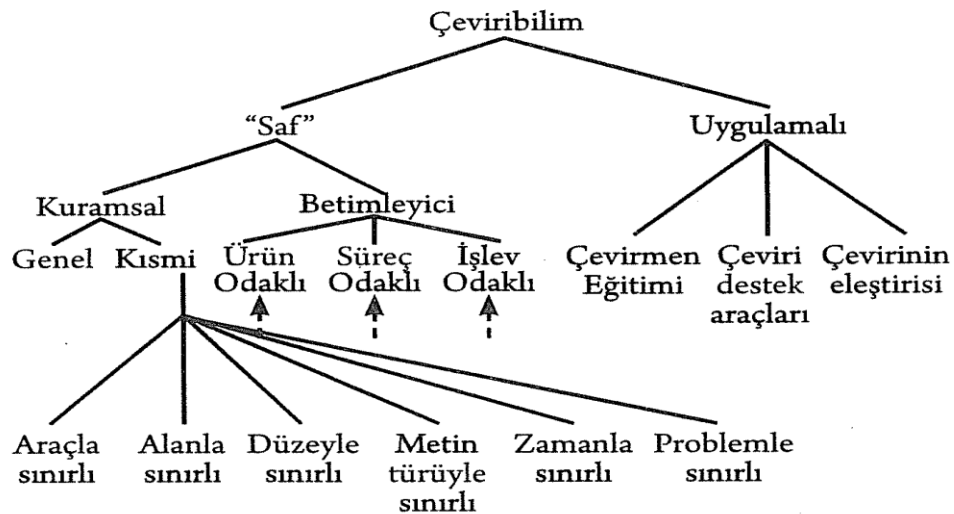 Çeviribilim
“Saf”
Uygulamalı
Kuramsal
Betimleyici
Genel
Kısmi
Ürün
Odaklı
Süreç
Odaklı
İşlev
Odaklı
Çevirmen
Eğitimi
Çeviri
destek
araçları
Çevirinin
eleştirisi
Araçla
sınırlı
Alanla
sınırlı
Düzeyle
sınırlı
Metin
türüyle
sınırlı
Zamanla
sınırlı
Problemle
sınırlı